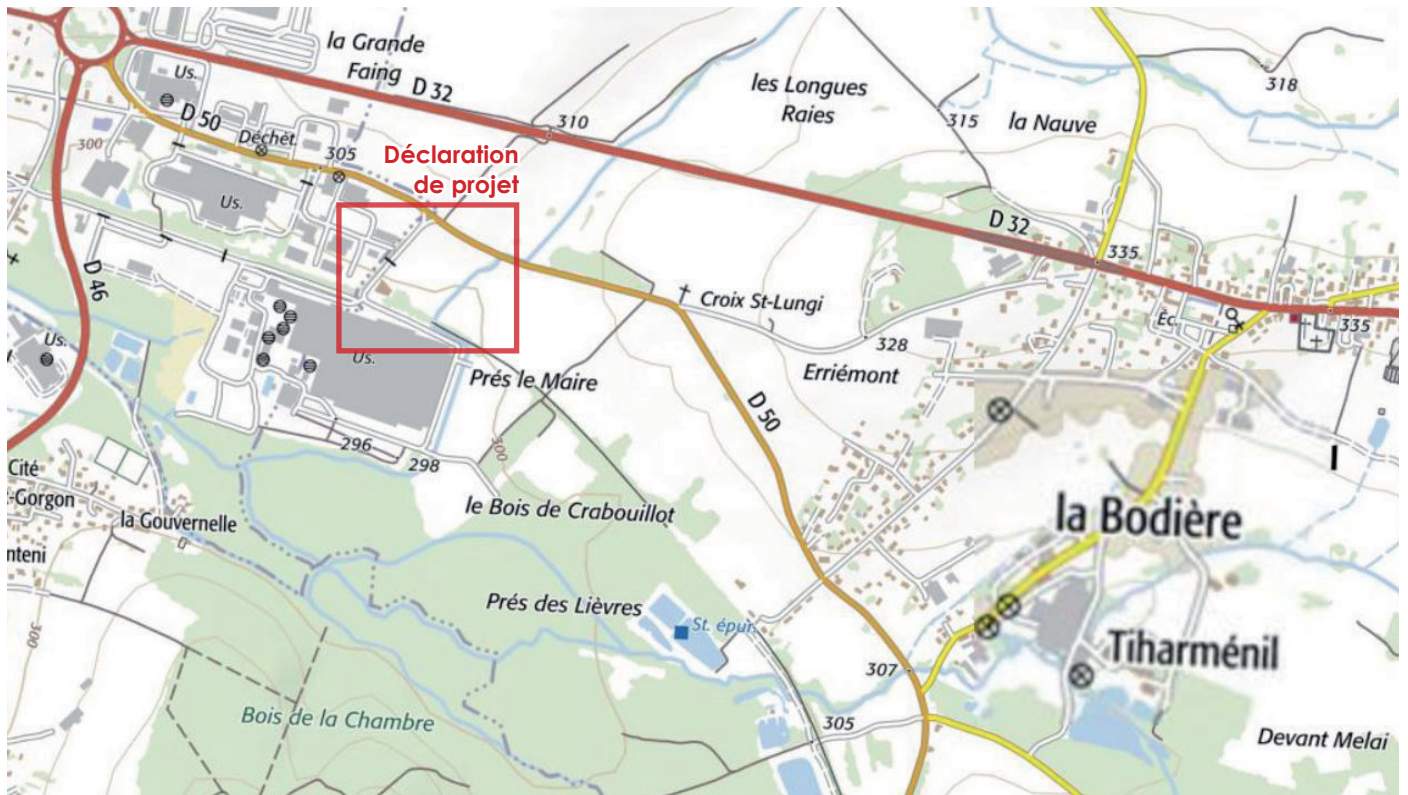 la Grande
Faing
D 32
les Longues
Raies
318
315
la Nauve
310
Us.
D 50
Déchèt.
305
300
Déclaration
de projet
Us.
D 32
335
D 46
Croix St-Lungi
Éc.
335
328
Us.
Us.
Prés le Maire
Erriémont
D 50
296
298
300
Cité
-Gorgon
la Gouvernelle
le Bois de Crabouillot
la Bodière
nteni
Prés des Lièvres
St. épur.
300
Tiharménil
307
Bois de la Chambre
305
Devant Melai